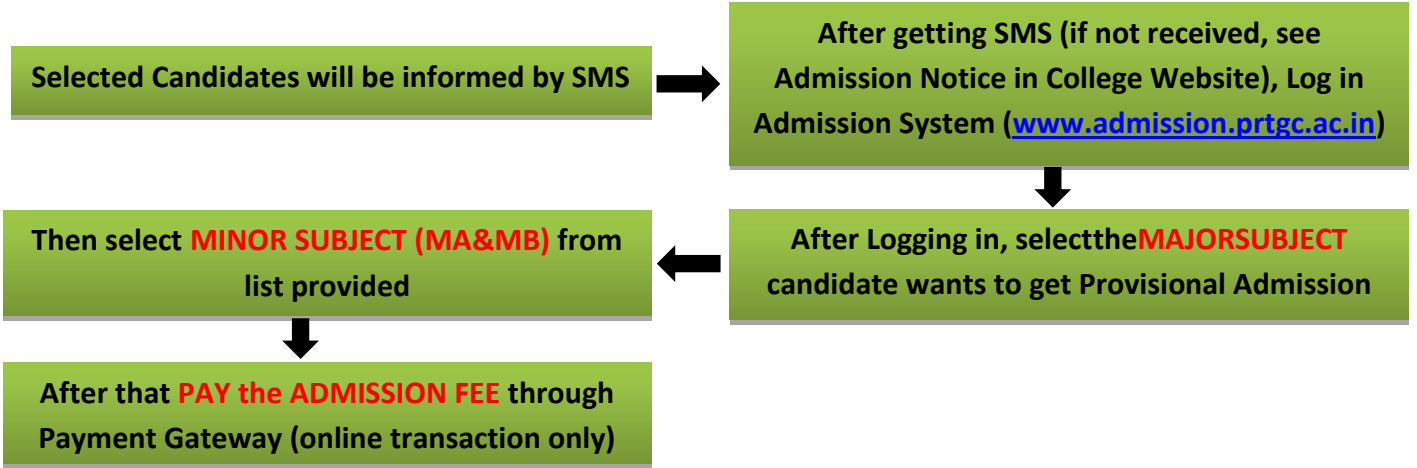 Selected Candidates will be informed by SMS
After getting SMS (if not received, see
Admission Notice in College Website), Log in
Admission System (www.admission.prtgc.ac.in)
After Logging in, selecttheMAJORSUBJECT
candidate wants to get Provisional Admission
Then select MINOR SUBJECT (MA&MB) from
list provided
After that PAY the ADMISSION FEE through
Payment Gateway (online transaction only)